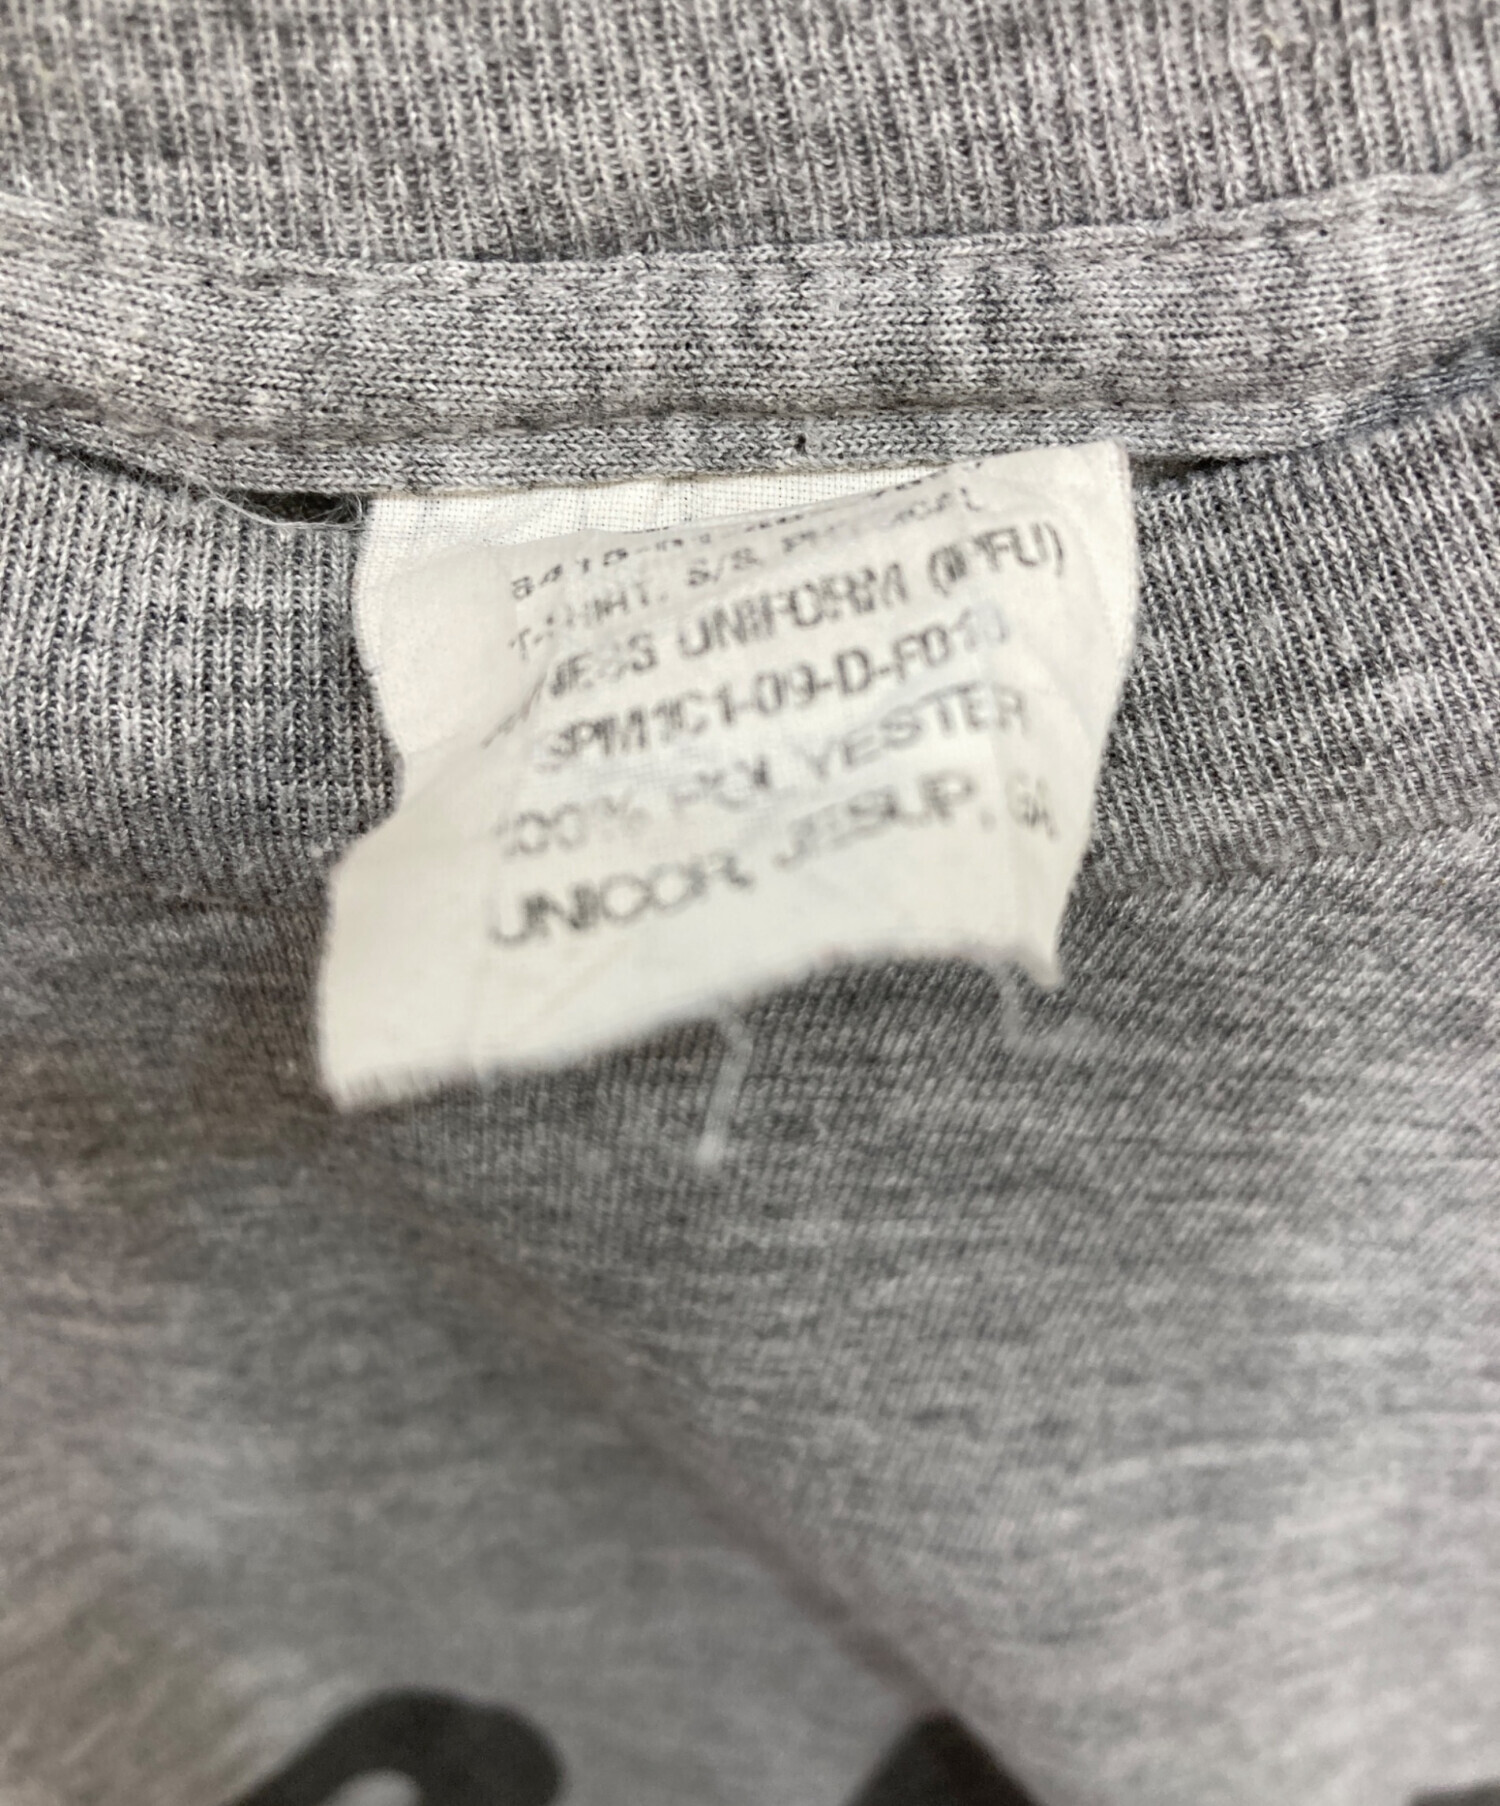 T-SHIRT, S/S, PHYSICAL
FITNESS UNIFORM (IPFU)
SPM1C1-09-D-F010
100% POLYESTER
UNICOR, JESUP, GA